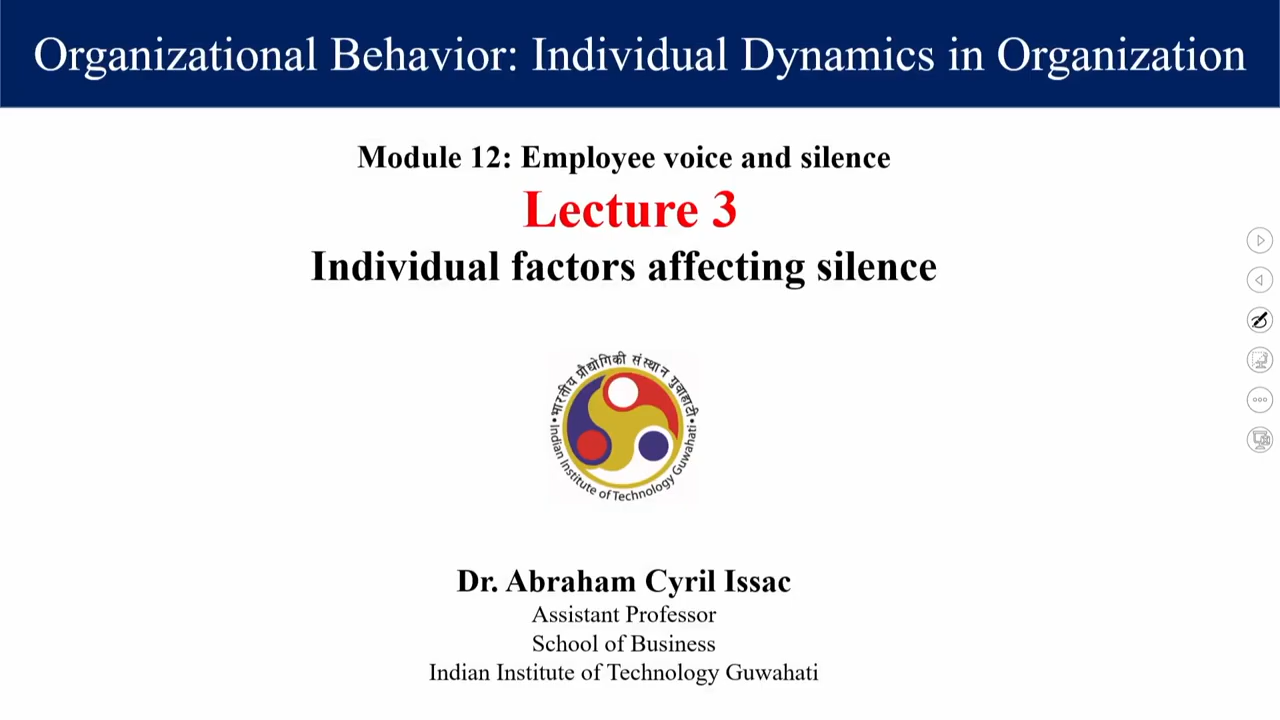 Organizational Behavior: Individual Dynamics in Organization
Module 12: Employee voice and silence
Lecture 3
Individual factors affecting silence
भारतीय प्रौद्योगिकी संस्थान गुवाहाटी
Indian Institute of Technology Guwahati
Dr. Abraham Cyril Issac
Assistant Professor
School of Business
Indian Institute of Technology Guwahati